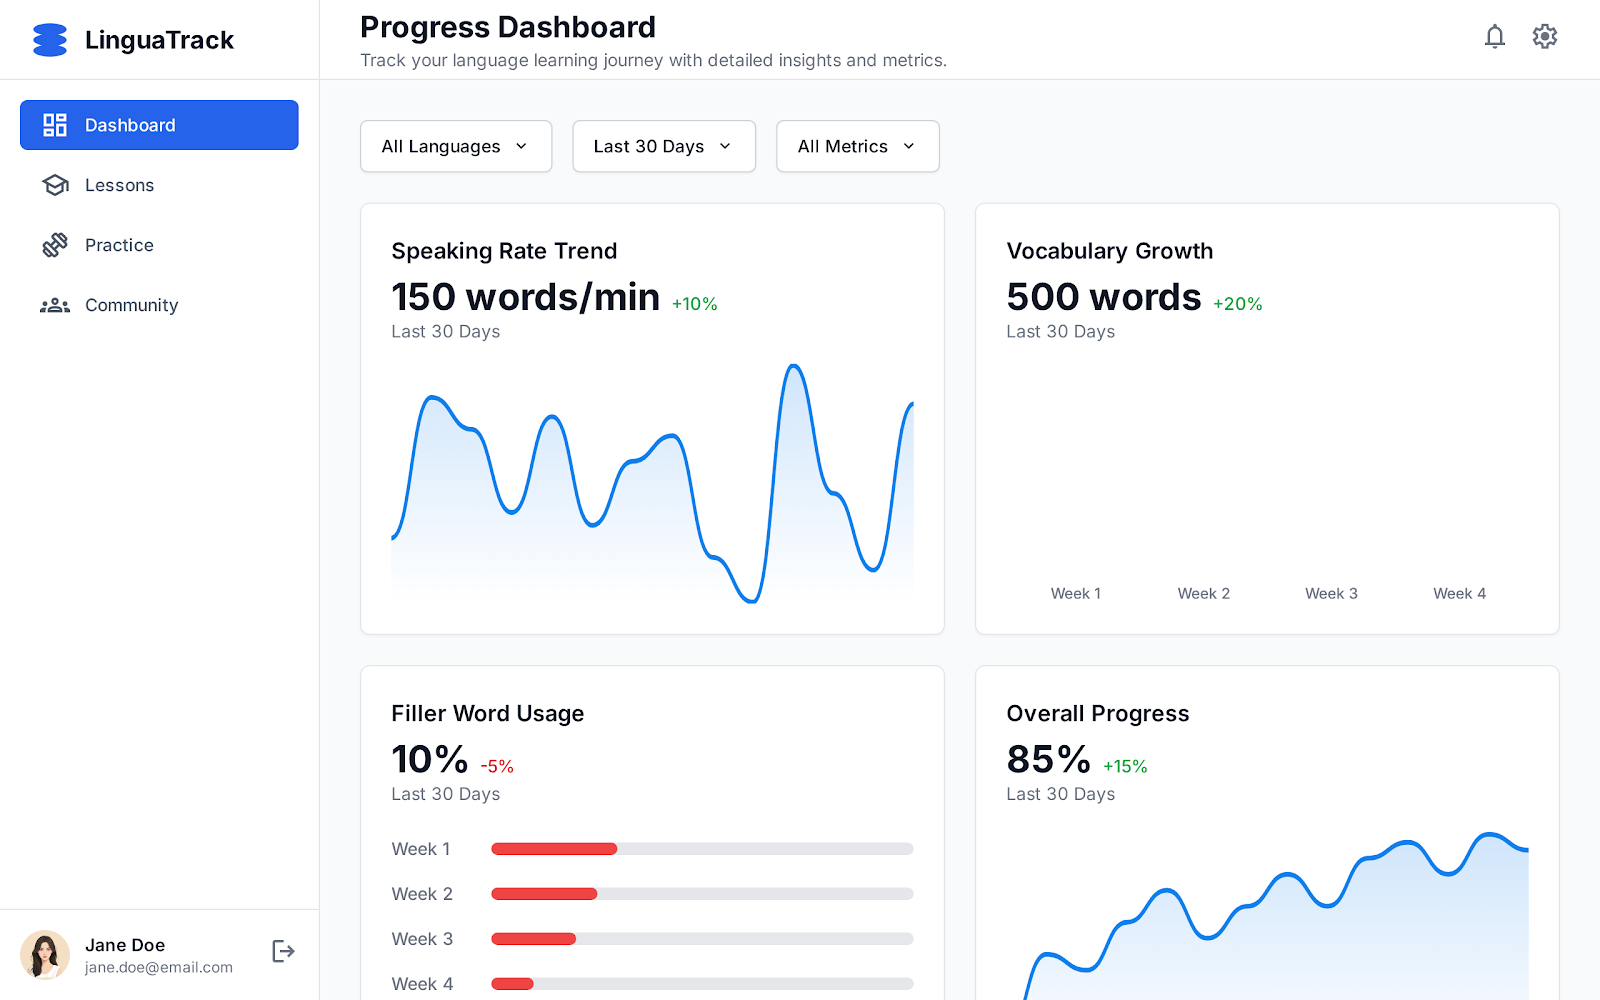 LinguaTrack
Dashboard
Lessons
Practice
Community
Jane Doe
jane.doe@email.com
Progress Dashboard
Track your language learning journey with detailed insights and metrics.
All Languages
Last 30 Days
All Metrics
Speaking Rate Trend
150 words/min +10%
Last 30 Days
Vocabulary Growth
500 words +20%
Last 30 Days
Week 1 Week 2 Week 3 Week 4
Filler Word Usage
10% -5%
Last 30 Days
Week 1
Week 2
Week 3
Week 4
Overall Progress
85% +15%
Last 30 Days